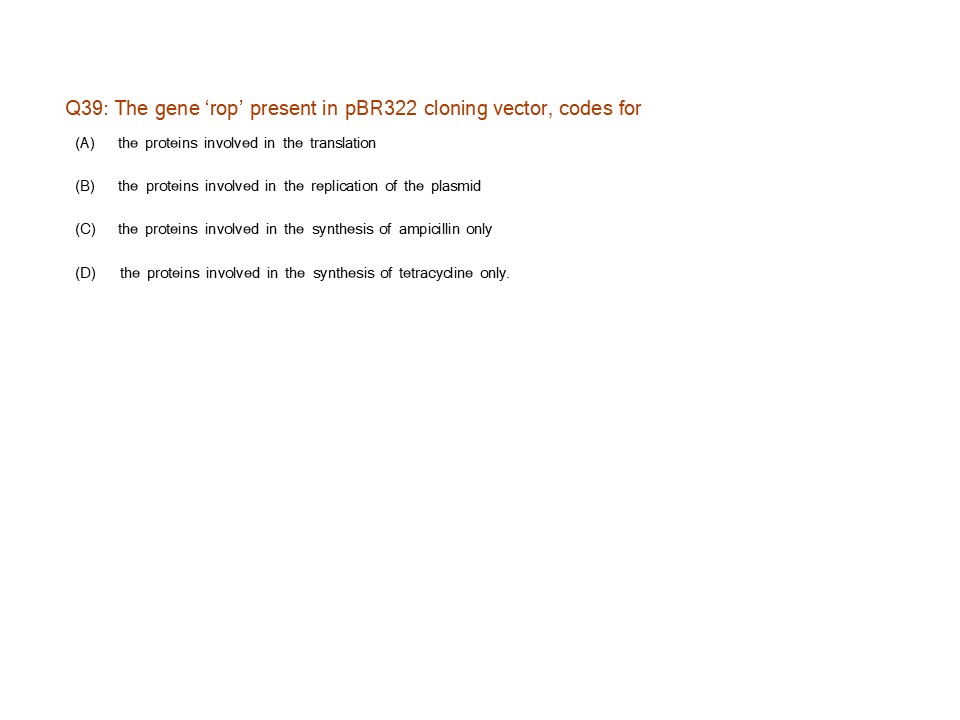 Q39: The gene ‘rop’ present in pBR322 cloning vector, codes for
(A) the proteins involved in the translation
(B) the proteins involved in the replication of the plasmid
(C) the proteins involved in the synthesis of ampicillin only
(D) the proteins involved in the synthesis of tetracycline only.